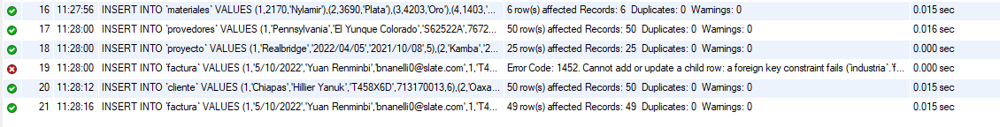 16 11:27:56 INSERT INTO `materiales` VALUES (1,2170,'Nylamir'),(2,3690,'Plata'),(3,4203,'Oro'),(4,1403,'... 6 row(s) affected Records: 6 Duplicates: 0 Warnings: 0 0.015 sec
17 11:28:00 INSERT INTO `provedores` VALUES (1,'Pennsylvania','El Yunque Colorado','S62522A',7672... 50 row(s) affected Records: 50 Duplicates: 0 Warnings: 0 0.016 sec
18 11:28:00 INSERT INTO `proyecto` VALUES (1,'Realbridge','2022/04/05','2021/10/08',5),(2,'Kamba','2... 25 row(s) affected Records: 25 Duplicates: 0 Warnings: 0 0.000 sec
19 11:28:00 INSERT INTO `factura` VALUES (1,'5/10/2022','Yuan Renminbi','bnanelli0@slate.com',1,'T4... Error Code: 1452. Cannot add or update a child row: a foreign key constraint fails (`industria`.`f... 0.000 sec
20 11:28:12 INSERT INTO `cliente` VALUES (1,'Chiapas','Hillier Yanuk','T458X6D',713170013,6),(2,'Oaxa... 50 row(s) affected Records: 50 Duplicates: 0 Warnings: 0 0.015 sec
21 11:28:16 INSERT INTO `factura` VALUES (1,'5/10/2022','Yuan Renminbi','bnanelli0@slate.com',1,'T4... 49 row(s) affected Records: 49 Duplicates: 0 Warnings: 0 0.015 sec